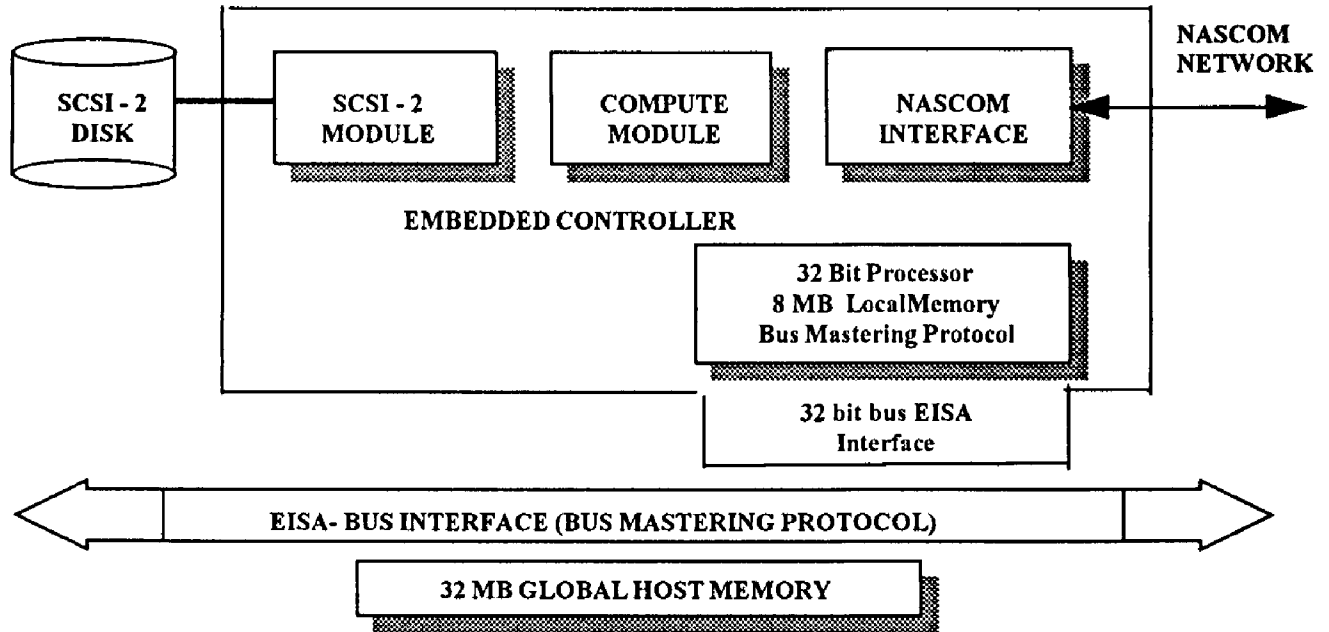 SCSI - 2
DISK
SCSI - 2
MODULE
COMPUTE
MODULE
NASCOM
INTERFACE
NASCOM
NETWORK
EMBEDDED CONTROLLER
32 Bit Processor
8 MB LocalMemory
Bus Mastering Protocol
32 bit bus EISA
Interface
EISA- BUS INTERFACE (BUS MASTERING PROTOCOL)
32 MB GLOBAL HOST MEMORY